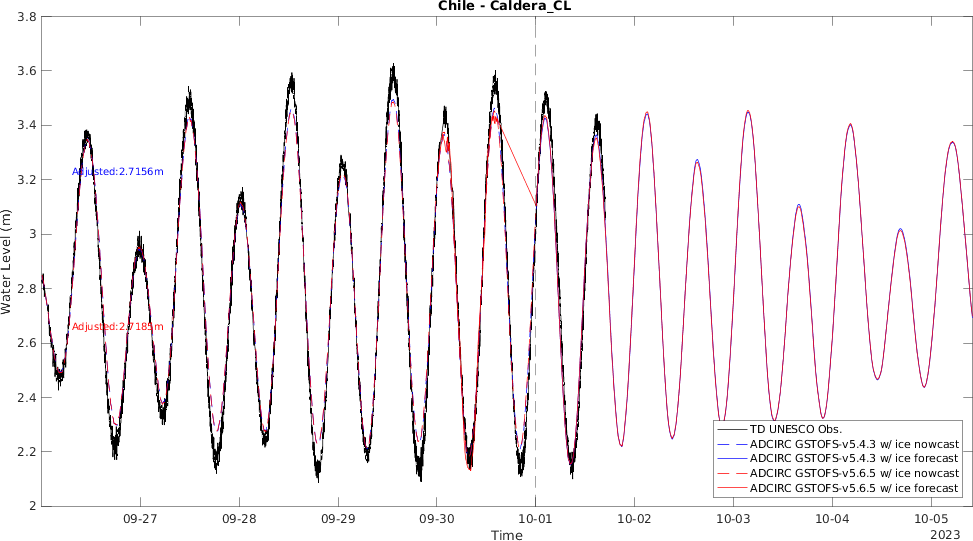 Chile - Caldera_CL
3.8
3.6
3.4
3.2
3
2.8
2.6
2.4
2.2
2
Water Level (m)
Adjusted:2.7156m
Adjusted:2.7185m
TD UNESCO Obs.
ADCIRC GSTOFS-v5.4.3 w/ ice nowcast
ADCIRC GSTOFS-v5.4.3 w/ ice forecast
ADCIRC GSTOFS-v5.6.5 w/ ice nowcast
ADCIRC GSTOFS-v5.6.5 w/ ice forecast
09-27 09-28 09-29 09-30 10-01 10-02 10-03 10-04 10-05
Time
2023